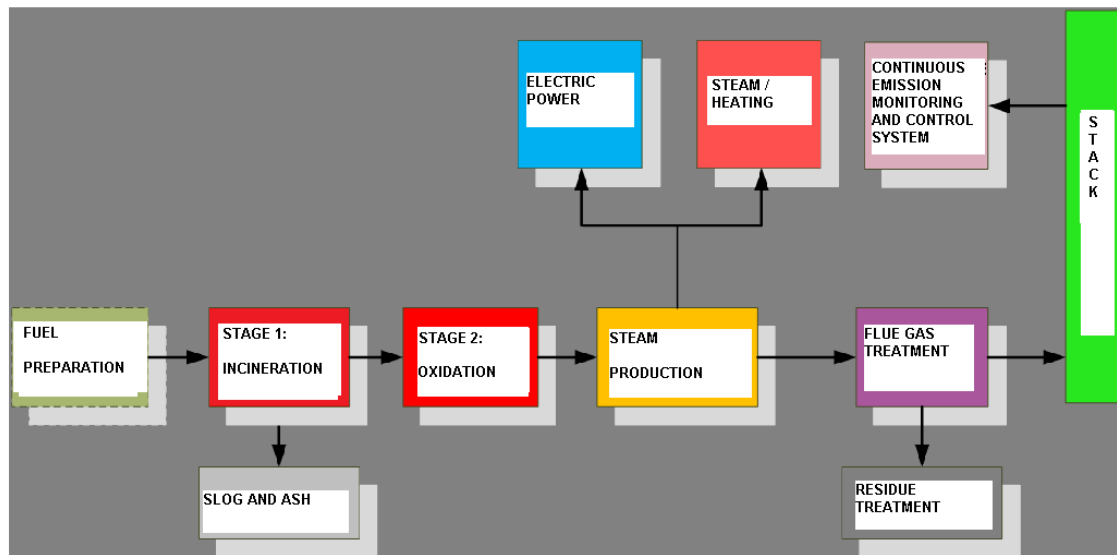 ELECTRIC
POWER
STEAM /
HEATING
CONTINUOUS
EMISSION
MONITORING
AND CONTROL
SYSTEM
S
T
A
C
K
FUEL
PREPARATION
STAGE 1:
INCINERATION
STAGE 2:
OXIDATION
STEAM
PRODUCTION
FLUE GAS
TREATMENT
SLOG AND ASH
RESIDUE
TREATMENT